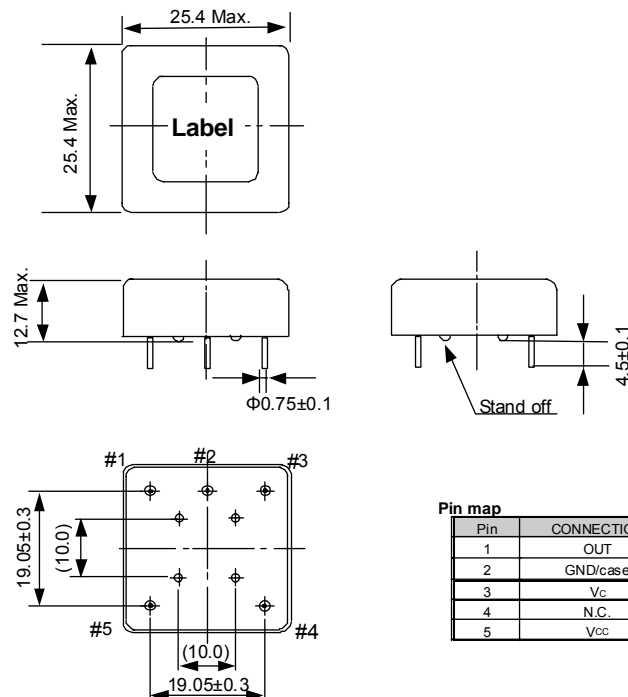 25.4 Max.
25.4 Max.
Label
12.7 Max.
Φ0.75±0.1
4.5±0.1
Stand off
#1
#2
#3
19.05±0.3
(10.0)
#5
#4
(10.0)
19.05±0.3
Pin map
Pin CONNECTIO
1 OUT
2 GND/case
3 Vc
4 N.C.
5 Vcc